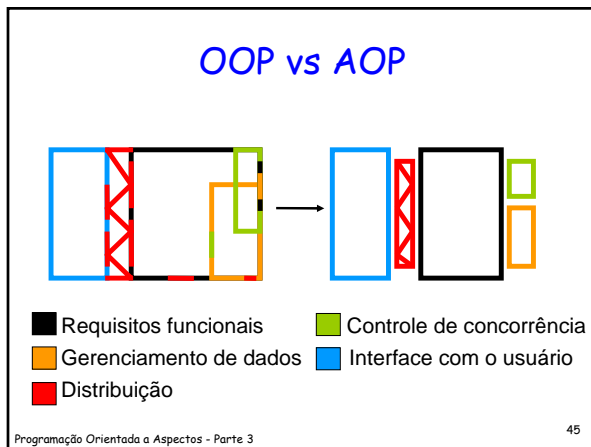 OOP vs AOP
Requisitos funcionais
Gerenciamento de dados
Distribuição
Controle de concorrência
Interface com o usuário
Programação Orientada a Aspectos - Parte 3
45